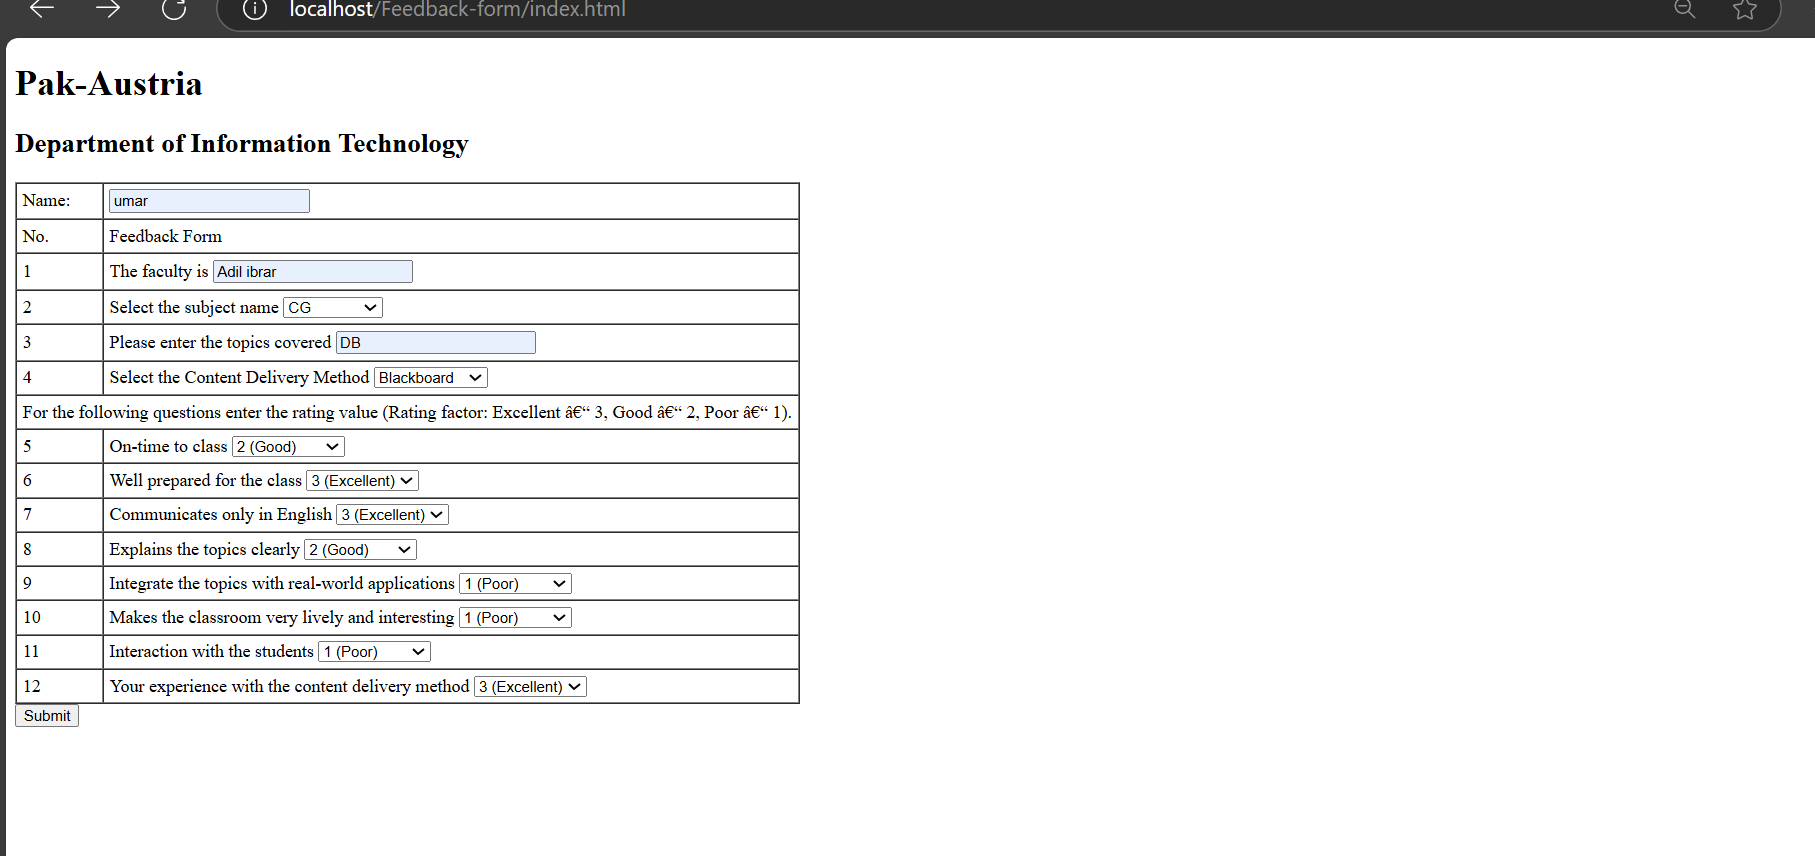 localhost/Feedback-form/index.html
Pak-Austria
Department of Information Technology
Name: umar
No. Feedback Form
1 The faculty is Adil ibrar
2 Select the subject name CG
3 Please enter the topics covered DB
4 Select the Content Delivery Method Blackboard
For the following questions enter the rating value (Rating factor: Excellent â€“ 3, Good â€“ 2, Poor â€“ 1).
5 On-time to class 2 (Good)
6 Well prepared for the class 3 (Excellent)
7 Communicates only in English 3 (Excellent)
8 Explains the topics clearly 2 (Good)
9 Integrate the topics with real-world applications 1 (Poor)
10 Makes the classroom very lively and interesting 1 (Poor)
11 Interaction with the students 1 (Poor)
12 Your experience with the content delivery method 3 (Excellent)
Submit